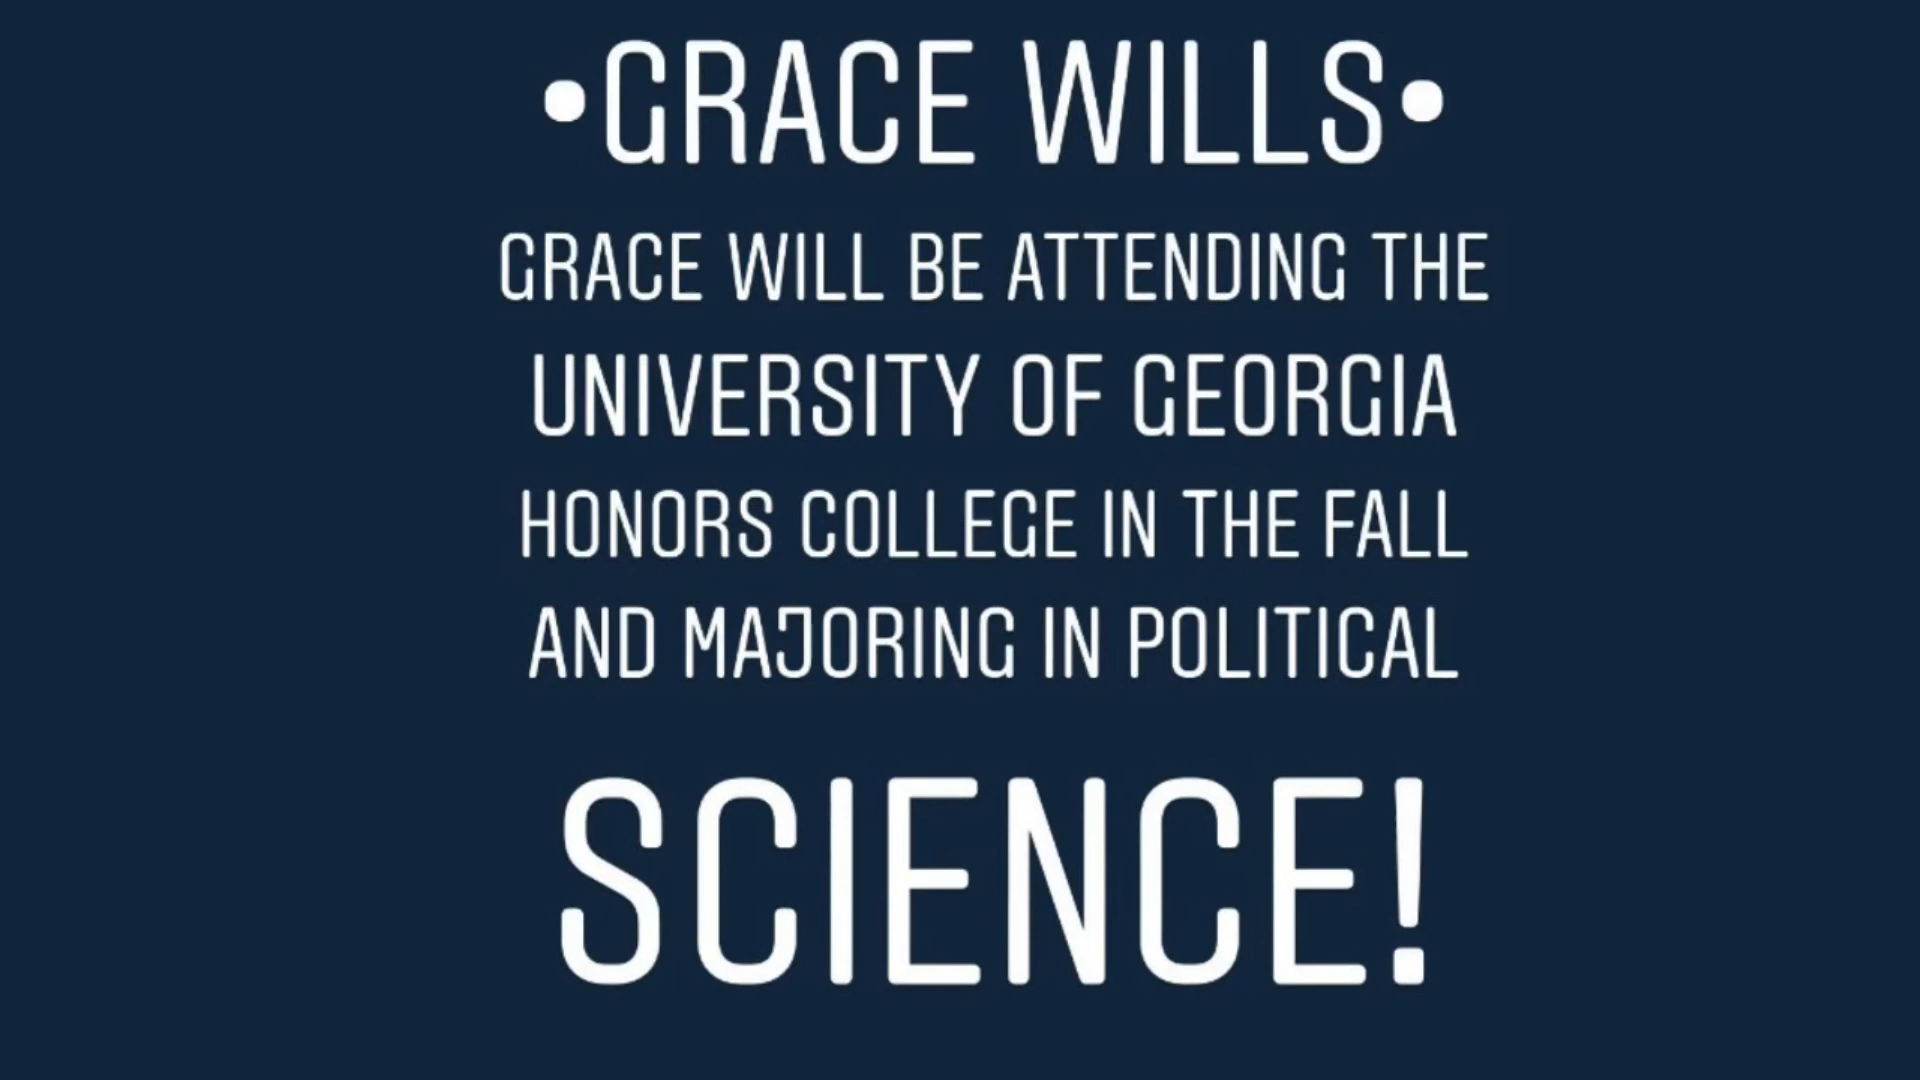 •GRACE WILLS•
GRACE WILL BE ATTENDING THE
UNIVERSITY OF GEORGIA
HONORS COLLEGE IN THE FALL
AND MAJORING IN POLITICAL
SCIENCE!